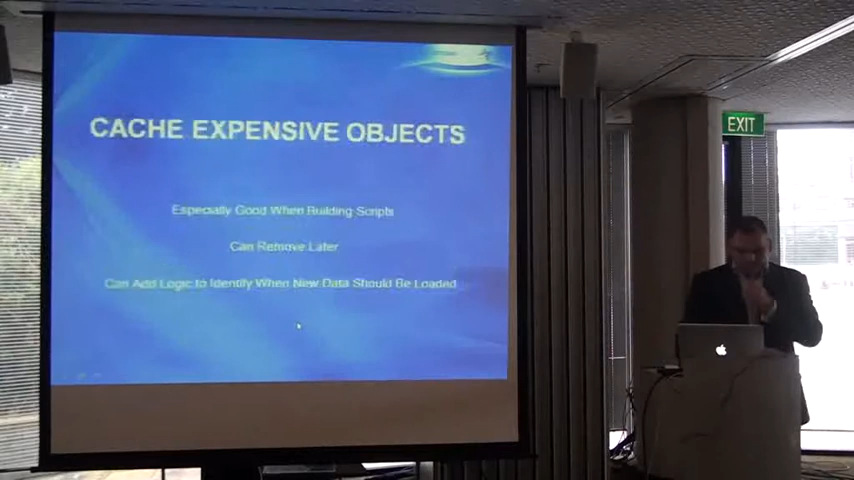 CACHE EXPENSIVE OBJECTS
Especially Good When Building Scripts
Can Remove Later
Can Add Logic to Identify When New Data Should Be Loaded
EXIT